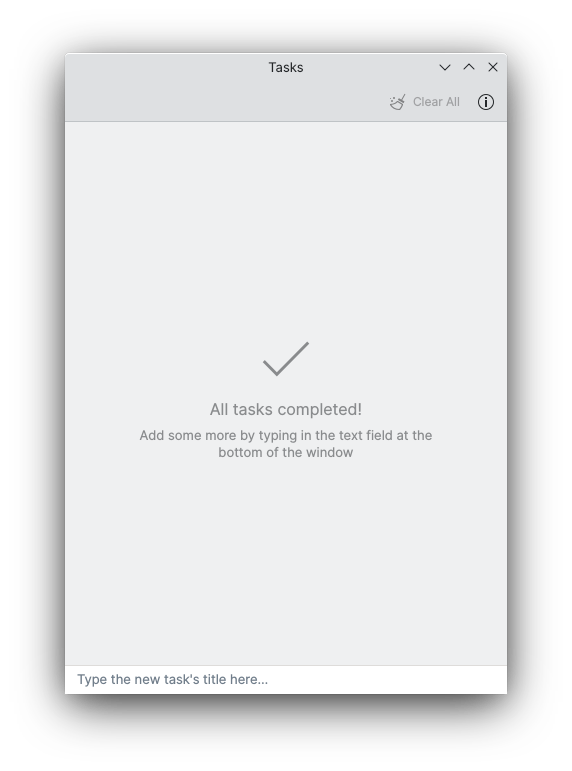 Tasks
Clear All
All tasks completed!
Add some more by typing in the text field at the
bottom of the window
Type the new task's title here...